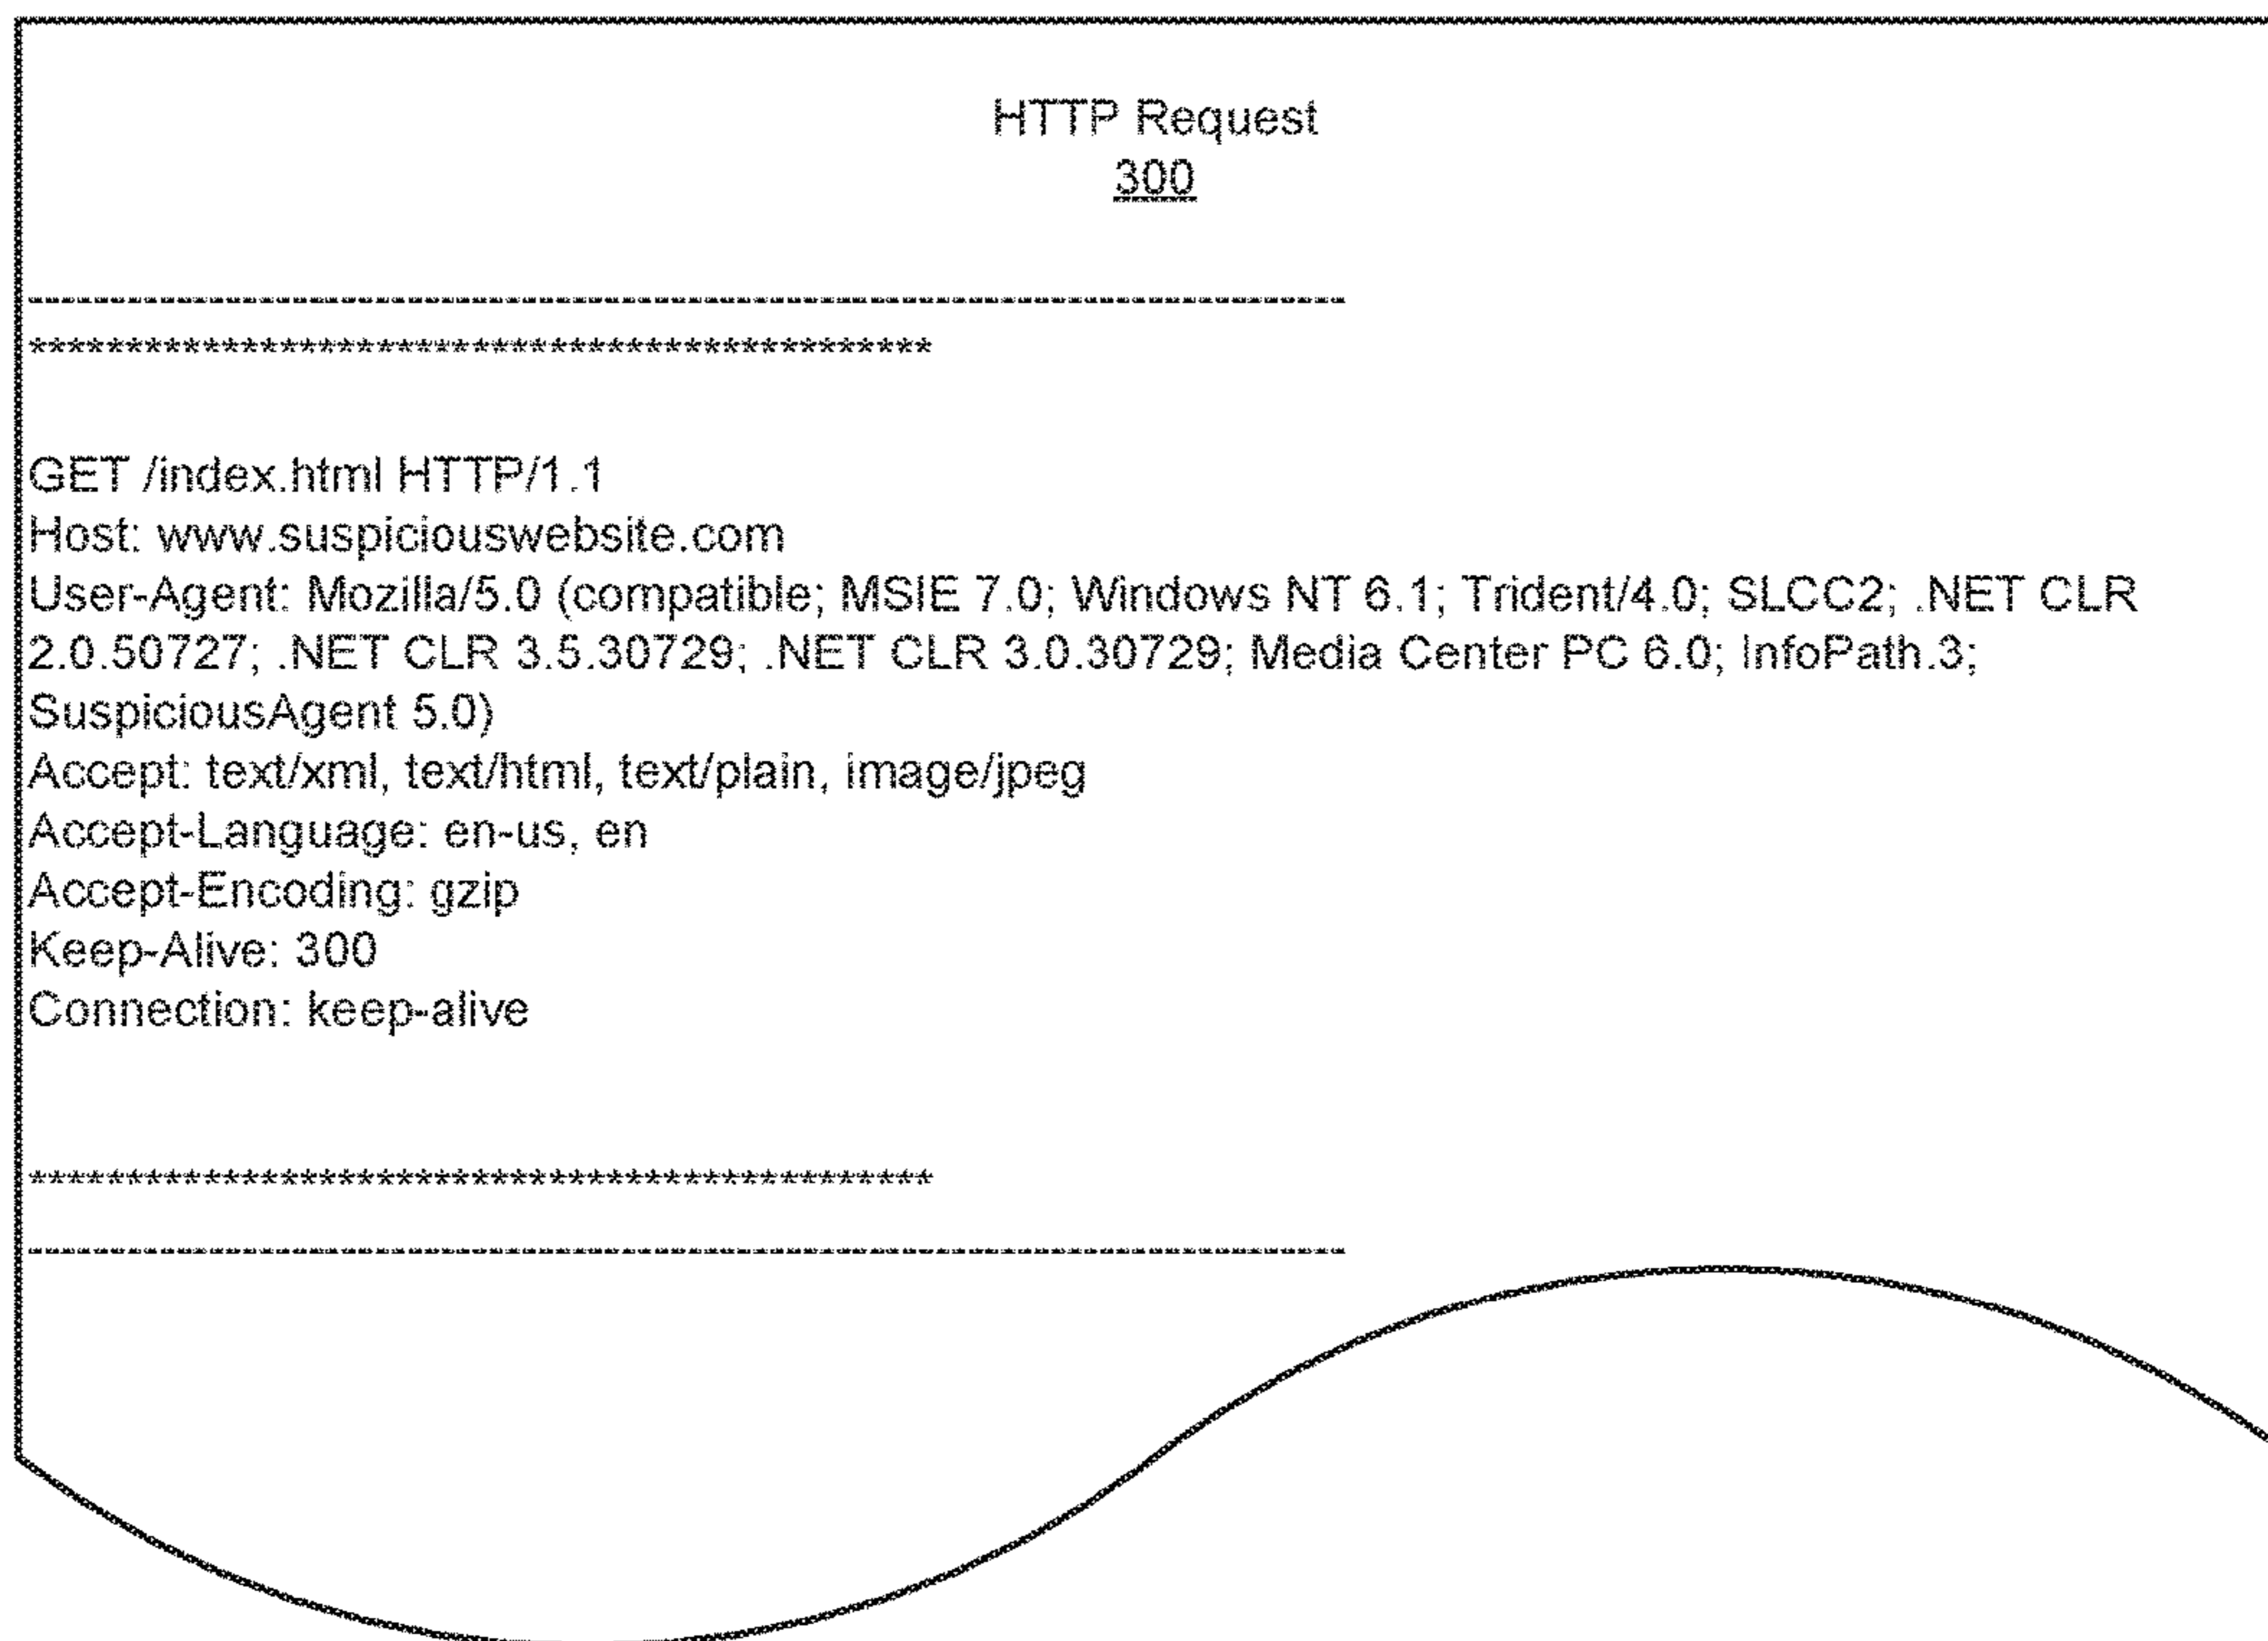 HTTP Request
300
--------------------------------------------------------------------------------
***********************************************
GET /index.html HTTP/1.1
Host: www.suspiciouswebsite.com
User-Agent: Mozilla/5.0 (compatible; MSIE 7.0; Windows NT 6.1; Trident/4.0; SLCC2; .NET CLR
2.0.50727; .NET CLR 3.5.30729; .NET CLR 3.0.30729; Media Center PC 6.0; InfoPath.3;
SuspiciousAgent 5.0)
Accept: text/xml, text/html, text/plain, image/jpeg
Accept-Language: en-us, en
Accept-Encoding: gzip
Keep-Alive: 300
Connection: keep-alive
***********************************************
--------------------------------------------------------------------------------